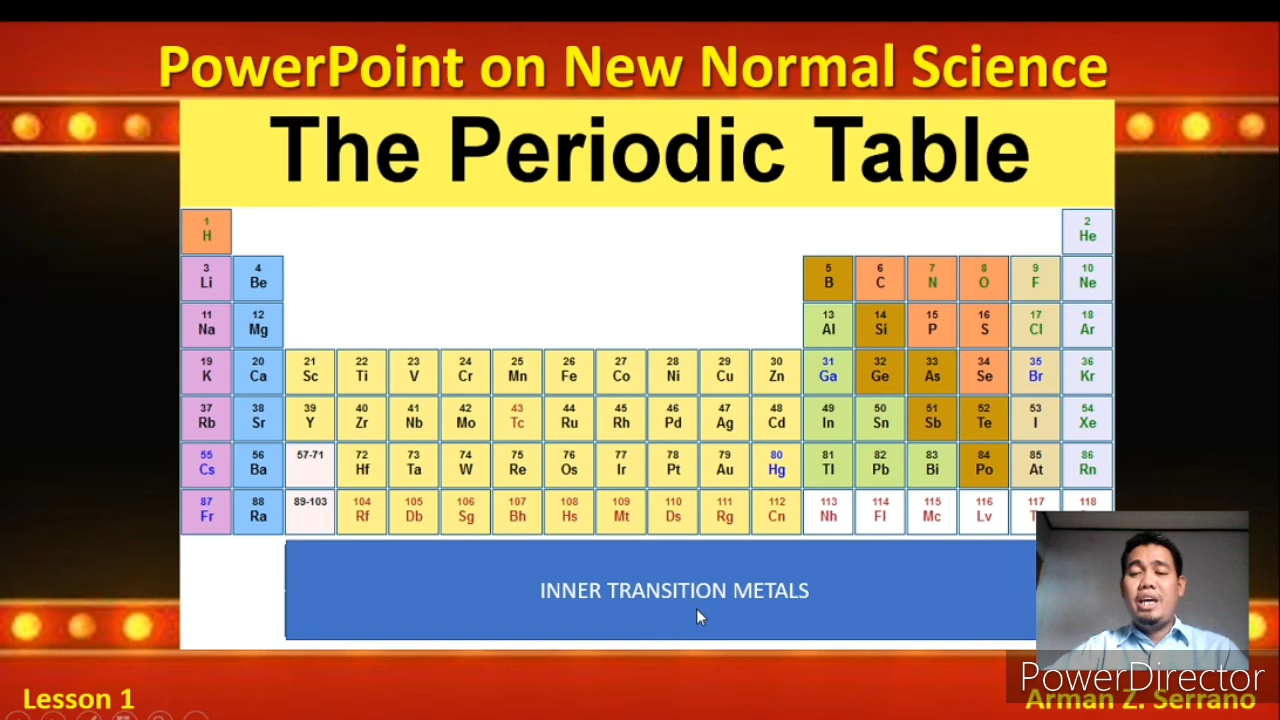 PowerPoint on New Normal Science
The Periodic Table
1 2
H He
3 4 5 6 7 8 9 10
Li Be B C N O F Ne
11 12 13 14 15 16 17 18
Na Mg Al Si P S Cl Ar
19 20 21 22 23 24 25 26 27 28 29 30 31 32 33 34 35 36
K Ca Sc Ti V Cr Mn Fe Co Ni Cu Zn Ga Ge As Se Br Kr
37 38 39 40 41 42 43 44 45 46 47 48 49 50 51 52 53 54
Rb Sr Y Zr Nb Mo Tc Ru Rh Pd Ag Cd In Sn Sb Te I Xe
55 56 57-71 72 73 74 75 76 77 78 79 80 81 82 83 84 85 86
Cs Ba Hf Ta W Re Os Ir Pt Au Hg Tl Pb Bi Po At Rn
87 88 89-103 104 105 106 107 108 109 110 111 112 113 114 115 116 117 118
Fr Ra Rf Db Sg Bh Hs Mt Ds Rg Cn Nh Fl Mc Lv
INNER TRANSITION METALS
PowerDirector
Lesson 1 Arman Z. Serrano